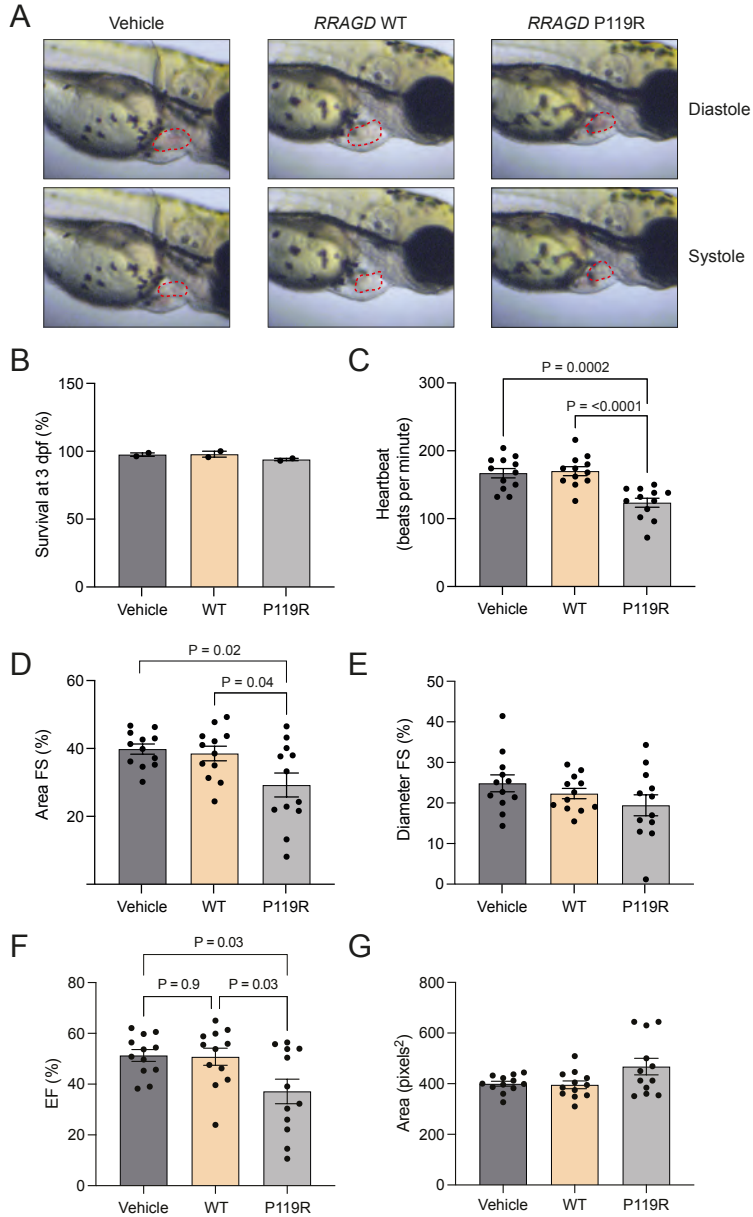 A
Vehicle
RRAGD WT
RRAGD P119R
Diastole
Systole
B
Survival at 3 dpf (%)
150
100
50
0
Vehicle
WT
P119R
C
Heartbeat
(beats per minute)
P = 0.0002
P = <0.0001
300
200
100
0
Vehicle
WT
P119R
D
Area FS (%)
P = 0.02
P = 0.04
60
40
20
Vehicle
WT
P119R
E
Diameter FS (%)
50
40
30
20
10
0
Vehicle
WT
P119R
F
EF (%)
P = 0.03
P = 0.9
P = 0.03
80
60
40
20
0
Vehicle
WT
P119R
G
Area (pixels²)
800
600
400
200
0
Vehicle
WT
P119R